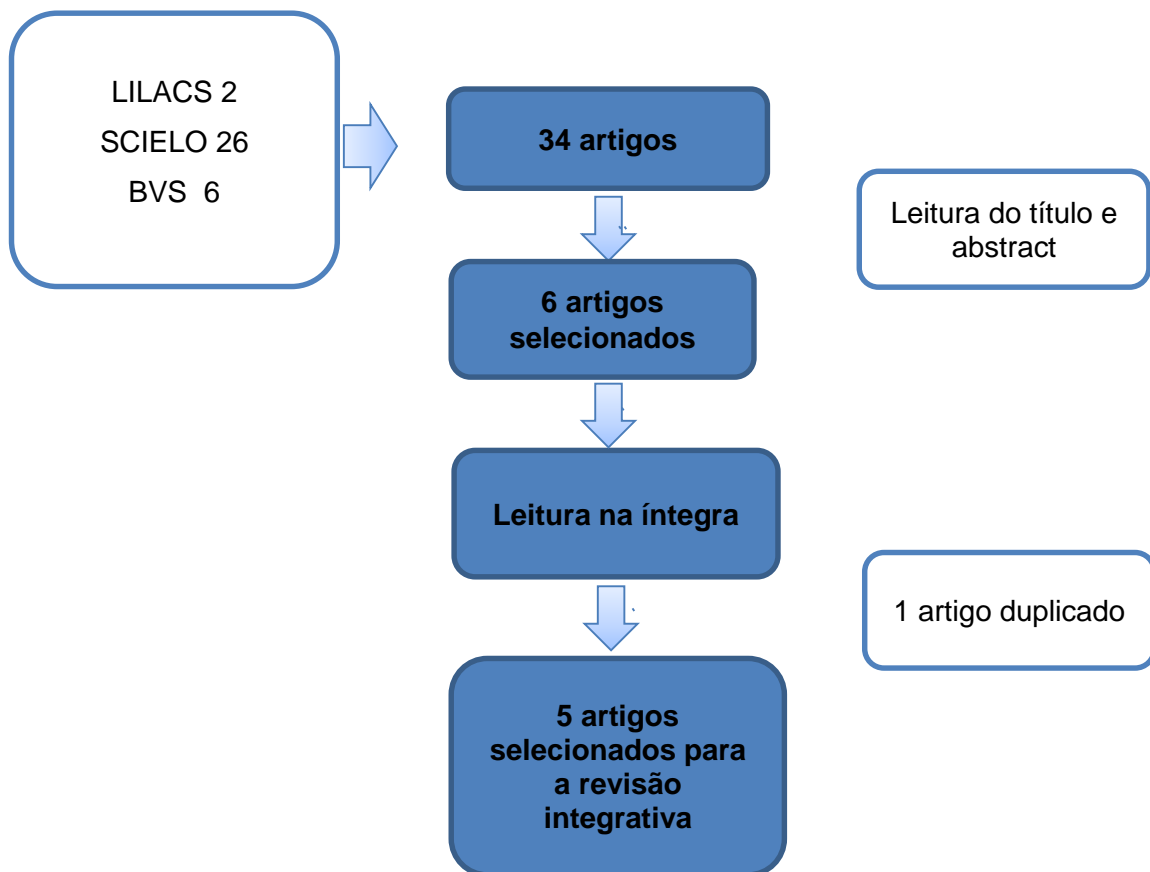 LILACS 2
SCIELO 26
BVS 6
34 artigos
Leitura do título e
abstract
6 artigos
selecionados
Leitura na íntegra
1 artigo duplicado
5 artigos
selecionados para
a revisão
integrativa